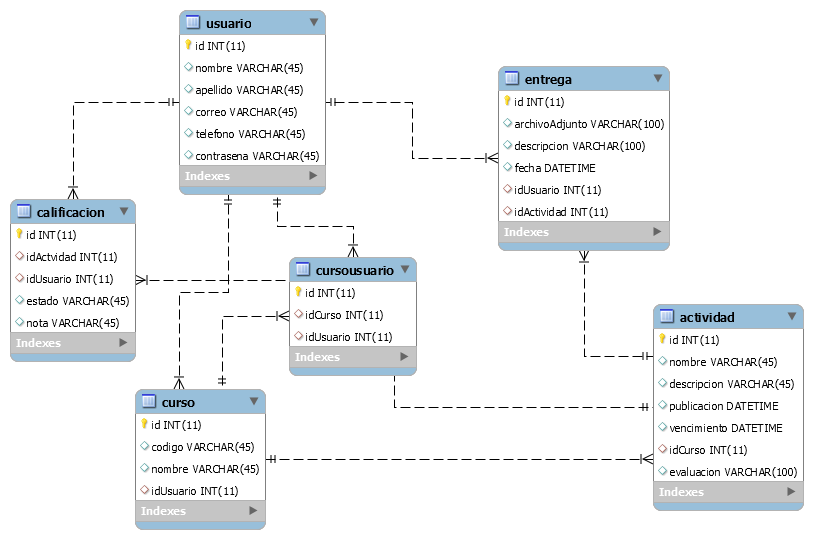 usuario
id INT(11)
nombre VARCHAR(45)
apellido VARCHAR(45)
correo VARCHAR(45)
telefono VARCHAR(45)
contrasena VARCHAR(45)
Indexes
entrega
id INT(11)
archivoAdjunto VARCHAR(100)
descripcion VARCHAR(100)
fecha DATETIME
idUsuario INT(11)
idActividad INT(11)
Indexes
calificacion
id INT(11)
idActvidad INT(11)
idUsuario INT(11)
estado VARCHAR(45)
nota VARCHAR(45)
Indexes
cursousuario
id INT(11)
idCurso INT(11)
idUsuario INT(11)
Indexes
actividad
id INT(11)
nombre VARCHAR(45)
descripcion VARCHAR(45)
publicacion DATETIME
vencimiento DATETIME
idCurso INT(11)
evaluacion VARCHAR(100)
Indexes
curso
id INT(11)
codigo VARCHAR(45)
nombre VARCHAR(45)
idUsuario INT(11)
Indexes